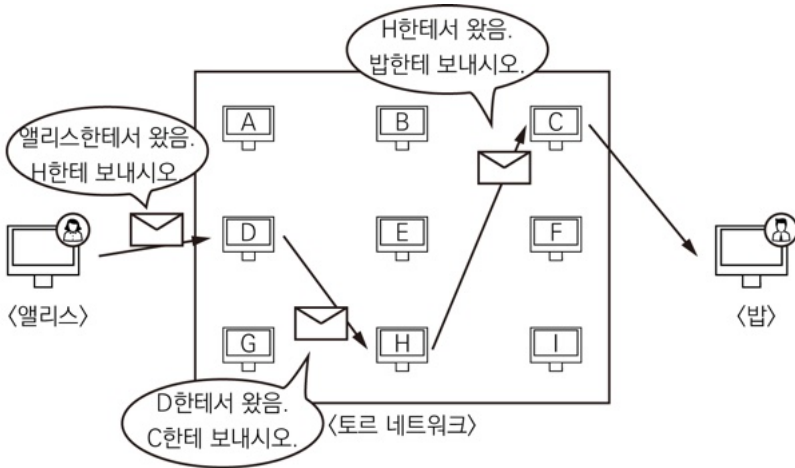 H한테서 왔음.
밥한테 보내시오.
앨리스한테서 왔음.
H한테 보내시오.
A
B
C
D
E
F
G
H
I
〈앨리스〉
〈밥〉
D한테서 왔음.
C한테 보내시오.
〈토르 네트워크〉